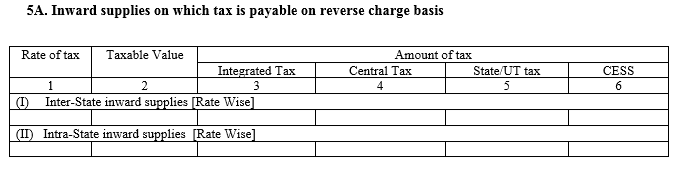 5A. Inward supplies on which tax is payable on reverse charge basis
Rate of tax Taxable Value Amount of tax
Integrated Tax Central Tax State/UT tax CESS
1 2 3 4 5 6
(I) Inter-State inward supplies [Rate Wise]
(II) Intra-State inward supplies [Rate Wise]